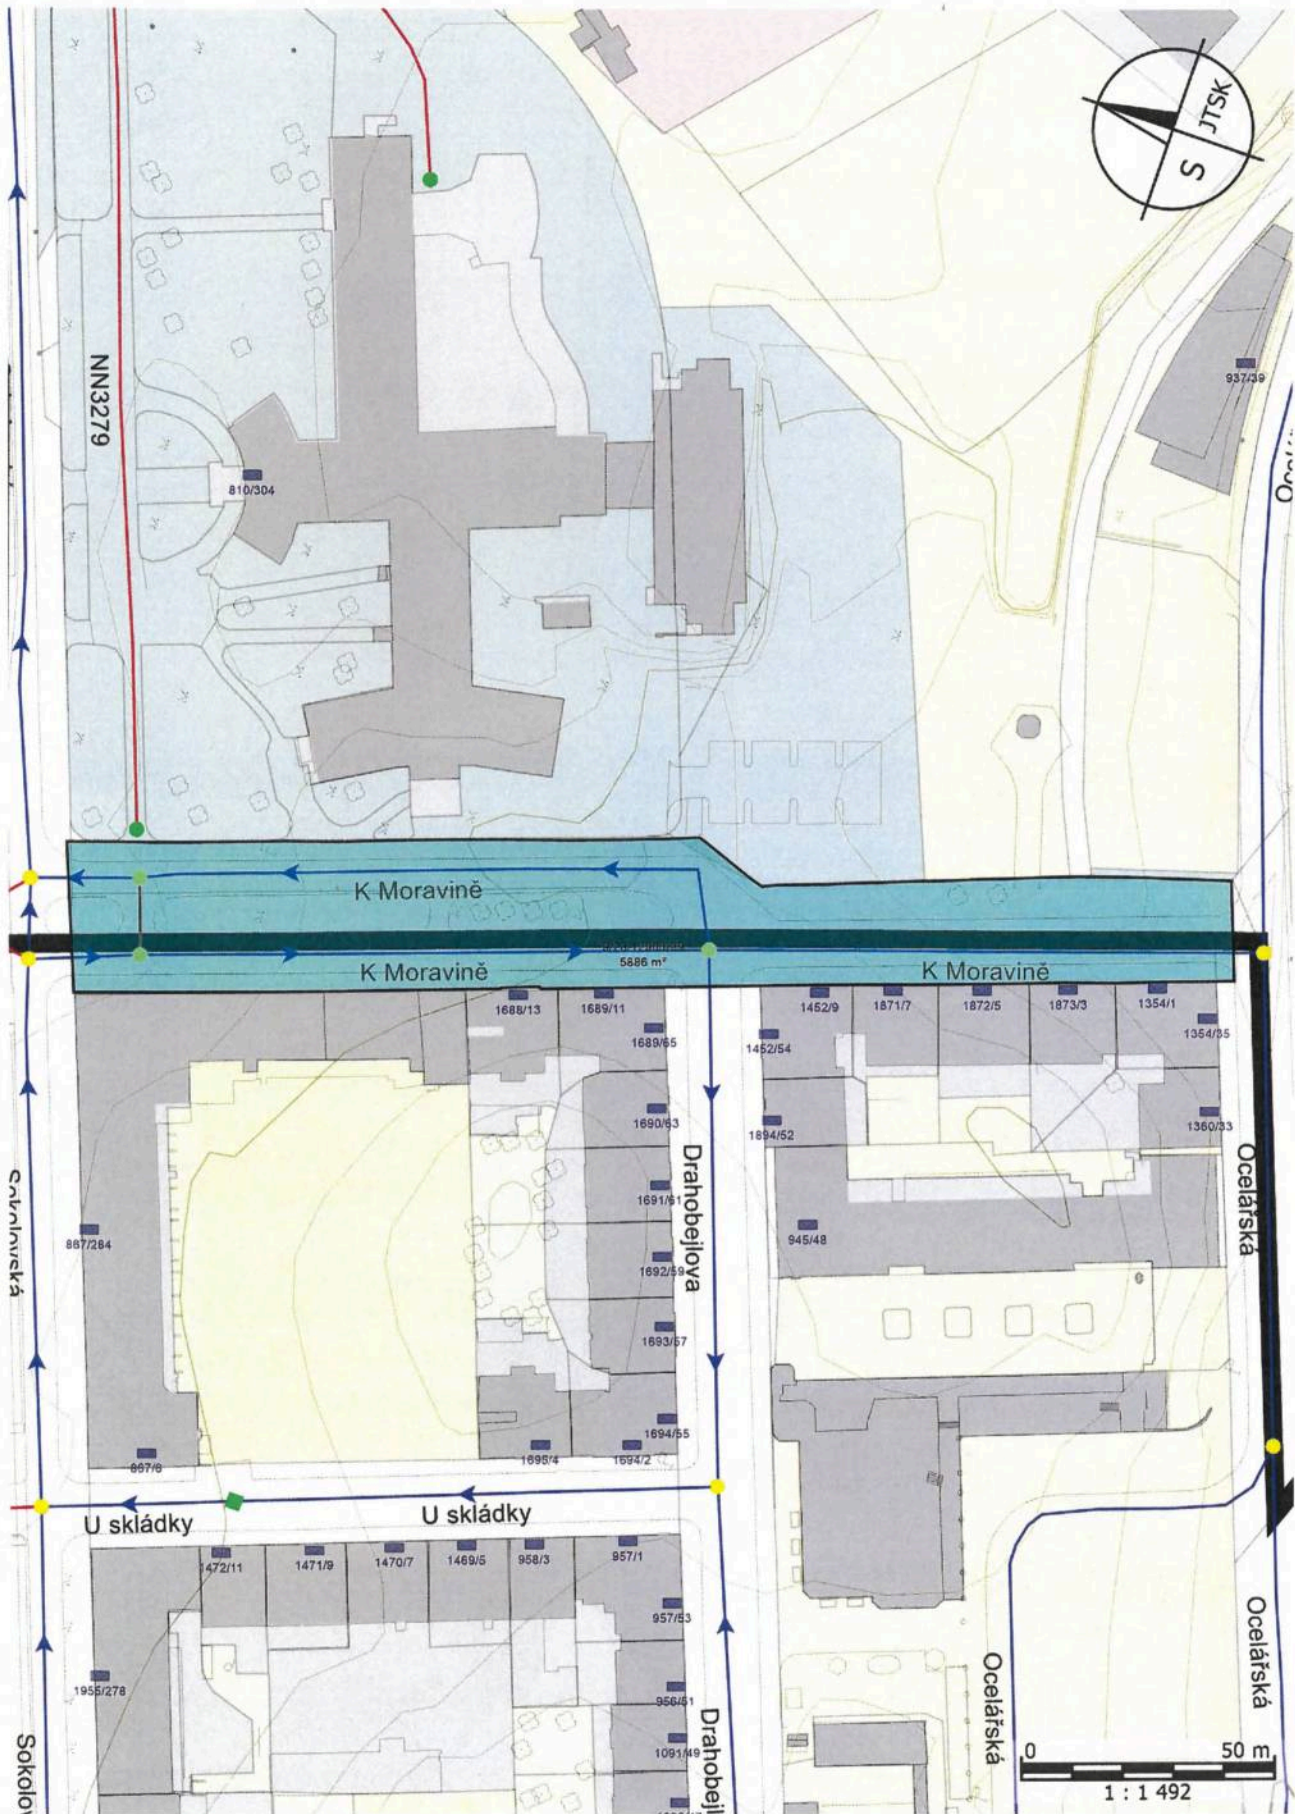 JTSK
S
937/39
NN3279
810/304
K Moravině
5886 m²
K Moravině
K Moravině
1688/13
1689/11
1452/9
1871/7
1872/5
1873/3
1354/1
1689/65
1452/54
1354/35
1690/63
1894/52
1360/33
Drahobejlova
Ocelářská
1691/61
Sokolovská
887/284
945/48
1692/59
1693/57
1694/55
1694/2
U skládky
U skládky
1472/11
1471/9
1470/7
1469/5
958/3
957/1
957/53
Ocelářská
Ocelářská
1955/278
956/51
Drahobejl
1091/49
Sokolov
0 50 m
1 : 1 492